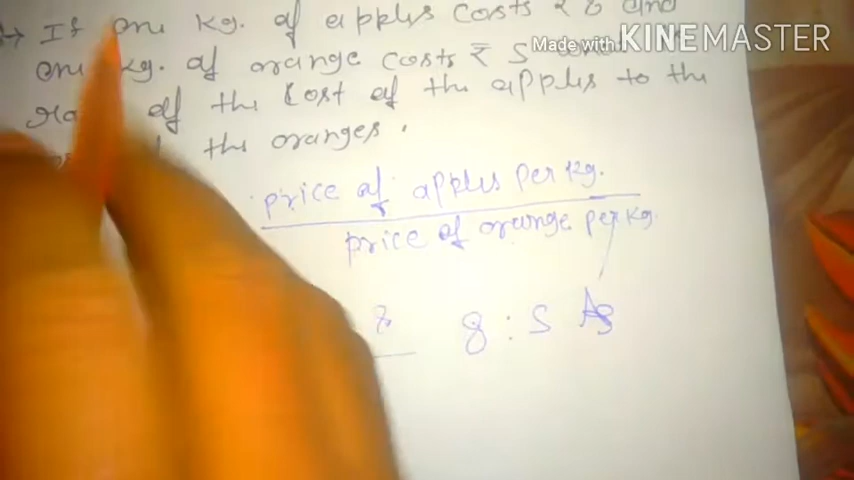 If one kg. of apples costs ₹ 8 and
one kg. of orange costs ₹ 5
of the cost of the apples to the
the oranges.
price of apples per kg.
price of orange per kg.
8
8 : 5 Ans
Made with KINEMASTER